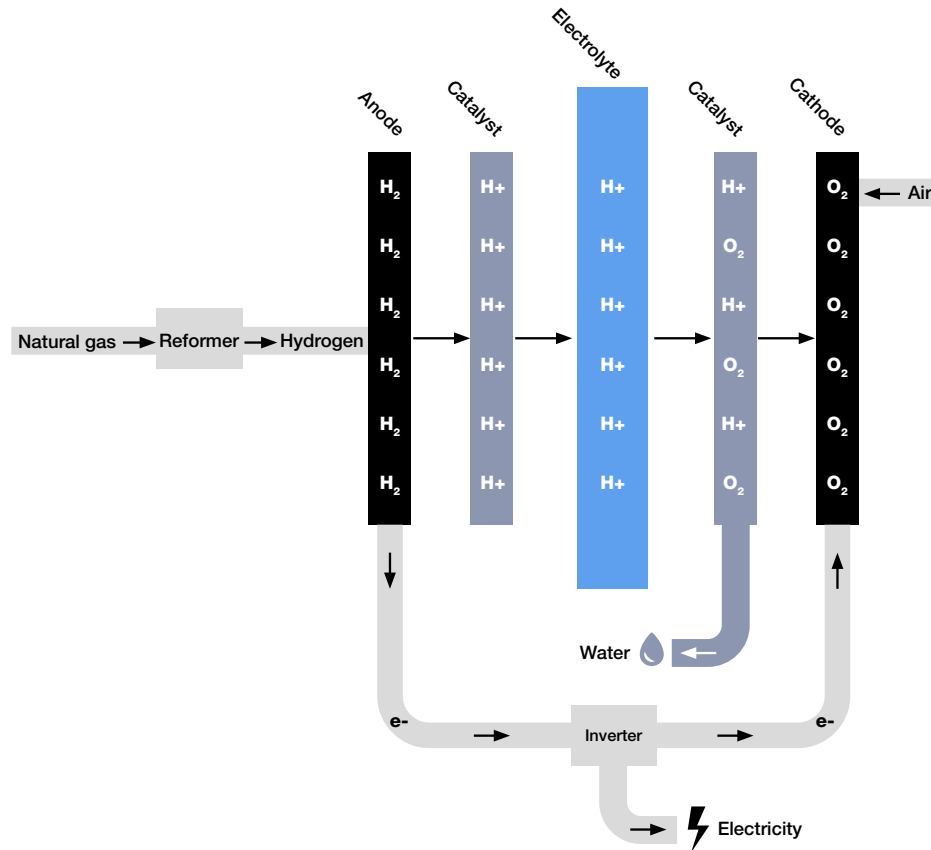 Electrolyte
Anode
Catalyst
Catalyst
Cathode
H₂ H+ H+ H+ O₂
Air
H₂ H+ H+ O₂ O₂
H₂ H+ H+ H+ O₂
Natural gas
Reformer
Hydrogen
H₂ H+ H+ O₂ O₂
H₂ H+ H+ H+ O₂
H₂ H+ H+ O₂ O₂
Water
e-
e-
Inverter
Electricity